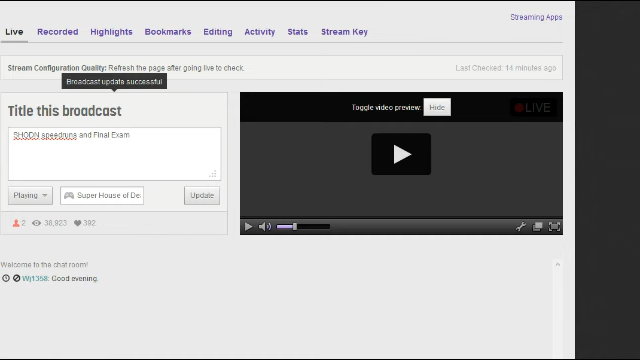 Streaming Apps
Live Recorded Highlights Bookmarks Editing Activity Stats Stream Key
Stream Configuration Quality: Refresh the page after going live to check. Last Checked: 14 minutes ago
Broadcast update successful
Title this broadcast
Toggle video preview: Hide
LIVE
SHODN speedruns and Final Exam
Playing Super House of De Update
2 38,923 392
Welcome to the chat room!
Wj1358: Good evening.